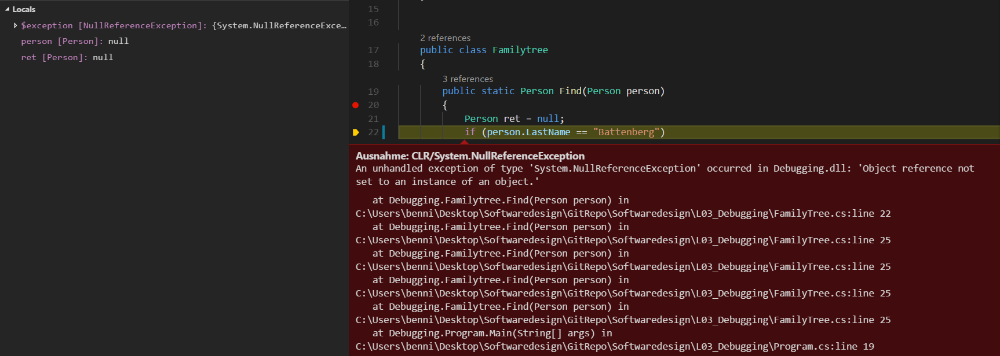 Locals
$exception [NullReferenceException]: {System.NullReferenceExce…
person [Person]: null
ret [Person]: null
15
16
2 references
17 public class Familytree
18 {
3 references
19 public static Person Find(Person person)
20 {
21 Person ret = null;
22 if (person.LastName == "Battenberg")
Ausnahme: CLR/System.NullReferenceException
An unhandled exception of type 'System.NullReferenceException' occurred in Debugging.dll: 'Object reference not
set to an instance of an object.'
at Debugging.Familytree.Find(Person person) in
C:\Users\benni\Desktop\Softwaredesign\GitRepo\Softwaredesign\L03_Debugging\FamilyTree.cs:line 22
at Debugging.Familytree.Find(Person person) in
C:\Users\benni\Desktop\Softwaredesign\GitRepo\Softwaredesign\L03_Debugging\FamilyTree.cs:line 25
at Debugging.Familytree.Find(Person person) in
C:\Users\benni\Desktop\Softwaredesign\GitRepo\Softwaredesign\L03_Debugging\FamilyTree.cs:line 25
at Debugging.Familytree.Find(Person person) in
C:\Users\benni\Desktop\Softwaredesign\GitRepo\Softwaredesign\L03_Debugging\FamilyTree.cs:line 25
at Debugging.Familytree.Find(Person person) in
C:\Users\benni\Desktop\Softwaredesign\GitRepo\Softwaredesign\L03_Debugging\FamilyTree.cs:line 25
at Debugging.Program.Main(String[] args) in
C:\Users\benni\Desktop\Softwaredesign\GitRepo\Softwaredesign\L03_Debugging\Program.cs:line 19